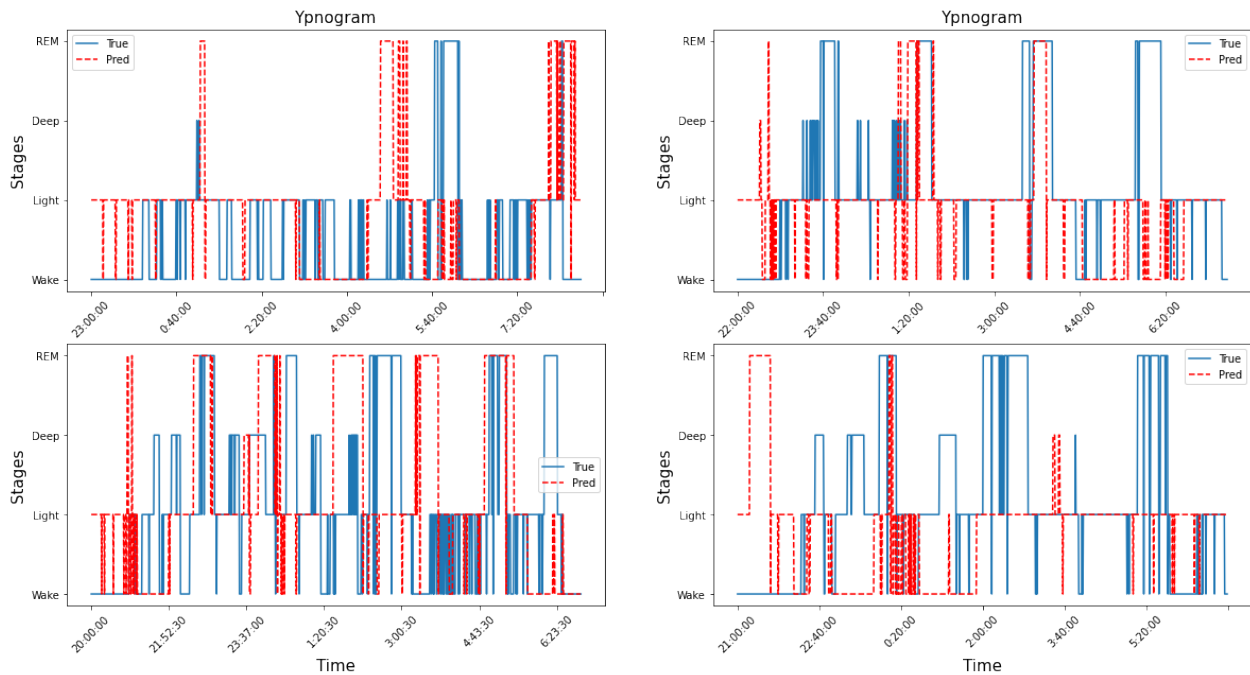 Ypnogram
REM
Deep
Light
Wake
Stages
True
Pred
23:00:00
0:40:00
2:20:00
4:00:00
5:40:00
7:20:00
Ypnogram
REM
Deep
Light
Wake
Stages
True
Pred
22:00:00
23:40:00
1:20:00
3:00:00
4:40:00
6:20:00
REM
Deep
Light
Wake
Stages
True
Pred
20:00:00
21:52:30
23:37:00
1:20:30
3:00:30
4:43:30
6:23:30
Time
REM
Deep
Light
Wake
Stages
True
Pred
21:00:00
22:40:00
0:20:00
2:00:00
3:40:00
5:20:00
Time